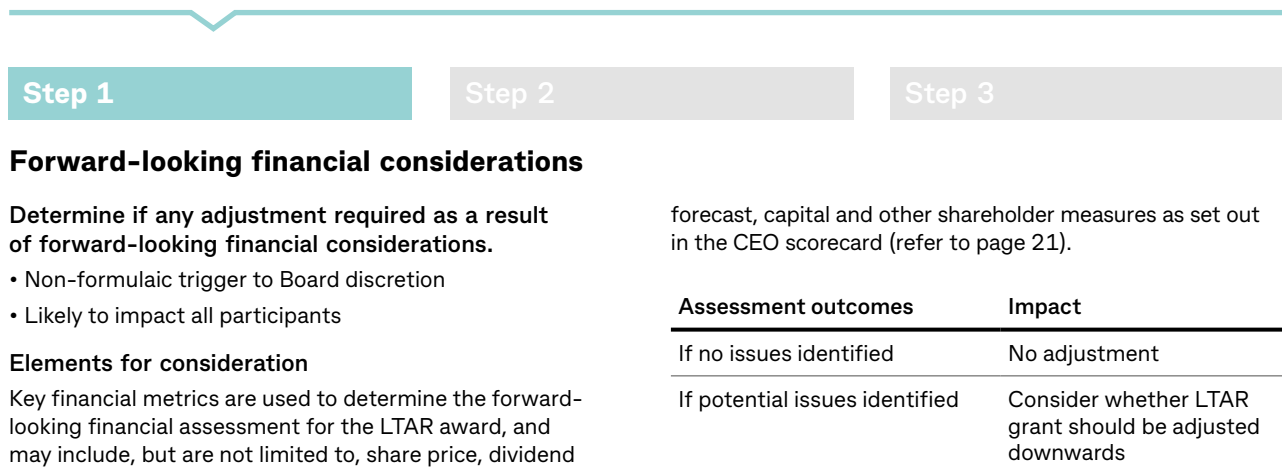 Step 1
Step 2
Step 3
Forward-looking financial considerations
Determine if any adjustment required as a result
of forward-looking financial considerations.
• Non-formulaic trigger to Board discretion
• Likely to impact all participants
Elements for consideration
Key financial metrics are used to determine the forward-
looking financial assessment for the LTAR award, and
may include, but are not limited to, share price, dividend
forecast, capital and other shareholder measures as set out
in the CEO scorecard (refer to page 21).
Assessment outcomes Impact
If no issues identified No adjustment
If potential issues identified Consider whether LTAR
grant should be adjusted
downwards